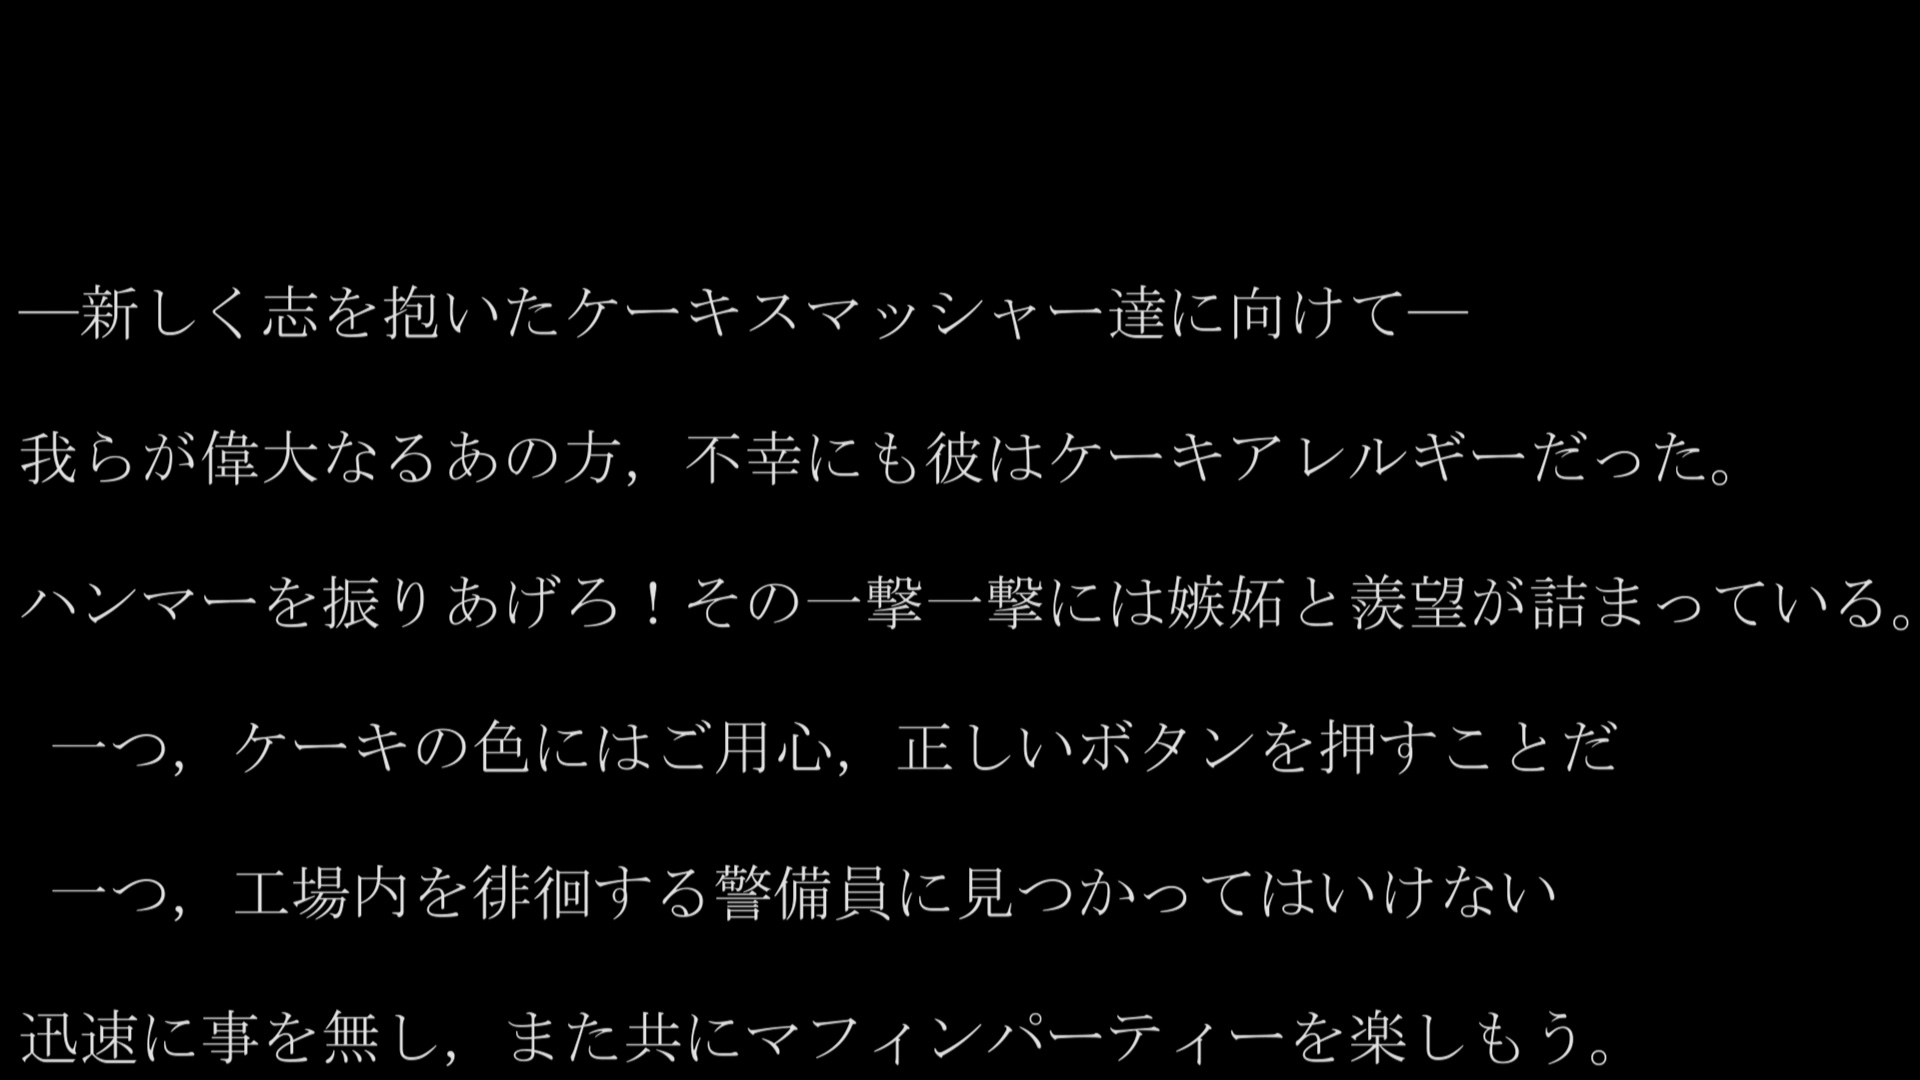 ―新しく志を抱いたケーキスマッシャー達に向けて―
我らが偉大なるあの方，不幸にも彼はケーキアレルギーだった。
ハンマーを振りあげろ！その一撃一撃には嫉妬と羨望が詰まっている。
一つ，ケーキの色にはご用心，正しいボタンを押すことだ
一つ，工場内を徘徊する警備員に見つかってはいけない
迅速に事を無し，また共にマフィンパーティーを楽しもう。